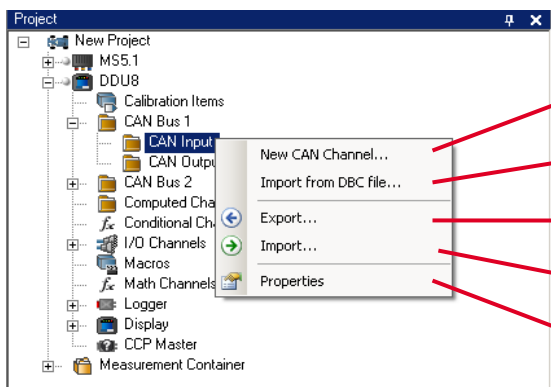 Project
New Project
MS5.1
DDU8
Calibration Items
CAN Bus 1
CAN Input
CAN Outpu
CAN Bus 2
Computed Cha
fx Conditional Ch
I/O Channels
Macros
fx Math Channels
Logger
Display
CCP Master
Measurement Container
New CAN Channel...
Import from DBC file...
Export...
Import...
Properties